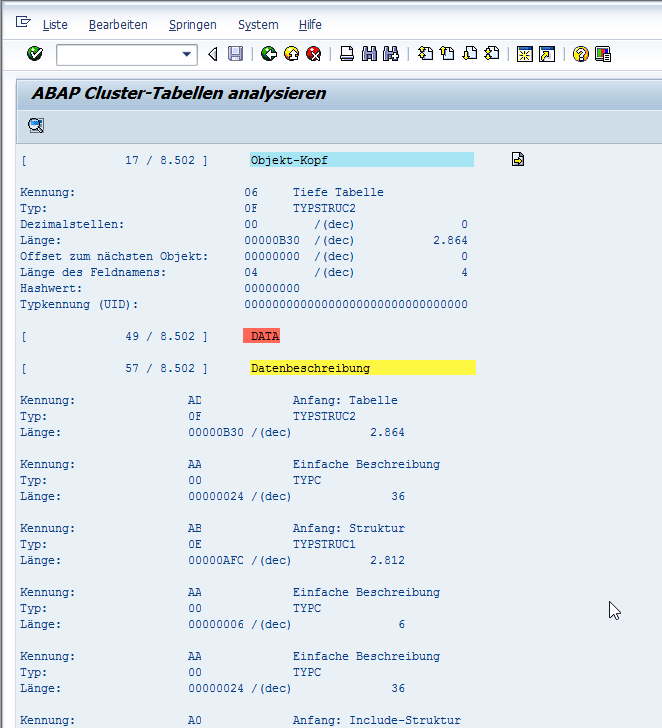 Liste Bearbeiten Springen System Hilfe
ABAP Cluster-Tabellen analysieren
[ 17 / 8.502 ] Objekt-Kopf
Kennung: 06 Tiefe Tabelle
Typ: 0F TYPSTRUC2
Dezimalstellen: 00 /(dec) 0
Länge: 00000B30 /(dec) 2.864
Offset zum nächsten Objekt: 00000000 /(dec) 0
Länge des Feldnamens: 04 /(dec) 4
Hashwert: 00000000
Typkennung (UID): 00000000000000000000000000000000
[ 49 / 8.502 ] DATA
[ 57 / 8.502 ] Datenbeschreibung
Kennung: AD Anfang: Tabelle
Typ: 0F TYPSTRUC2
Länge: 00000B30 /(dec) 2.864
Kennung: AA Einfache Beschreibung
Typ: 00 TYPC
Länge: 00000024 /(dec) 36
Kennung: AB Anfang: Struktur
Typ: 0E TYPSTRUC1
Länge: 00000AFC /(dec) 2.812
Kennung: AA Einfache Beschreibung
Typ: 00 TYPC
Länge: 00000006 /(dec) 6
Kennung: AA Einfache Beschreibung
Typ: 00 TYPC
Länge: 00000024 /(dec) 36
Kennung: A0 Anfang: Include-Struktur